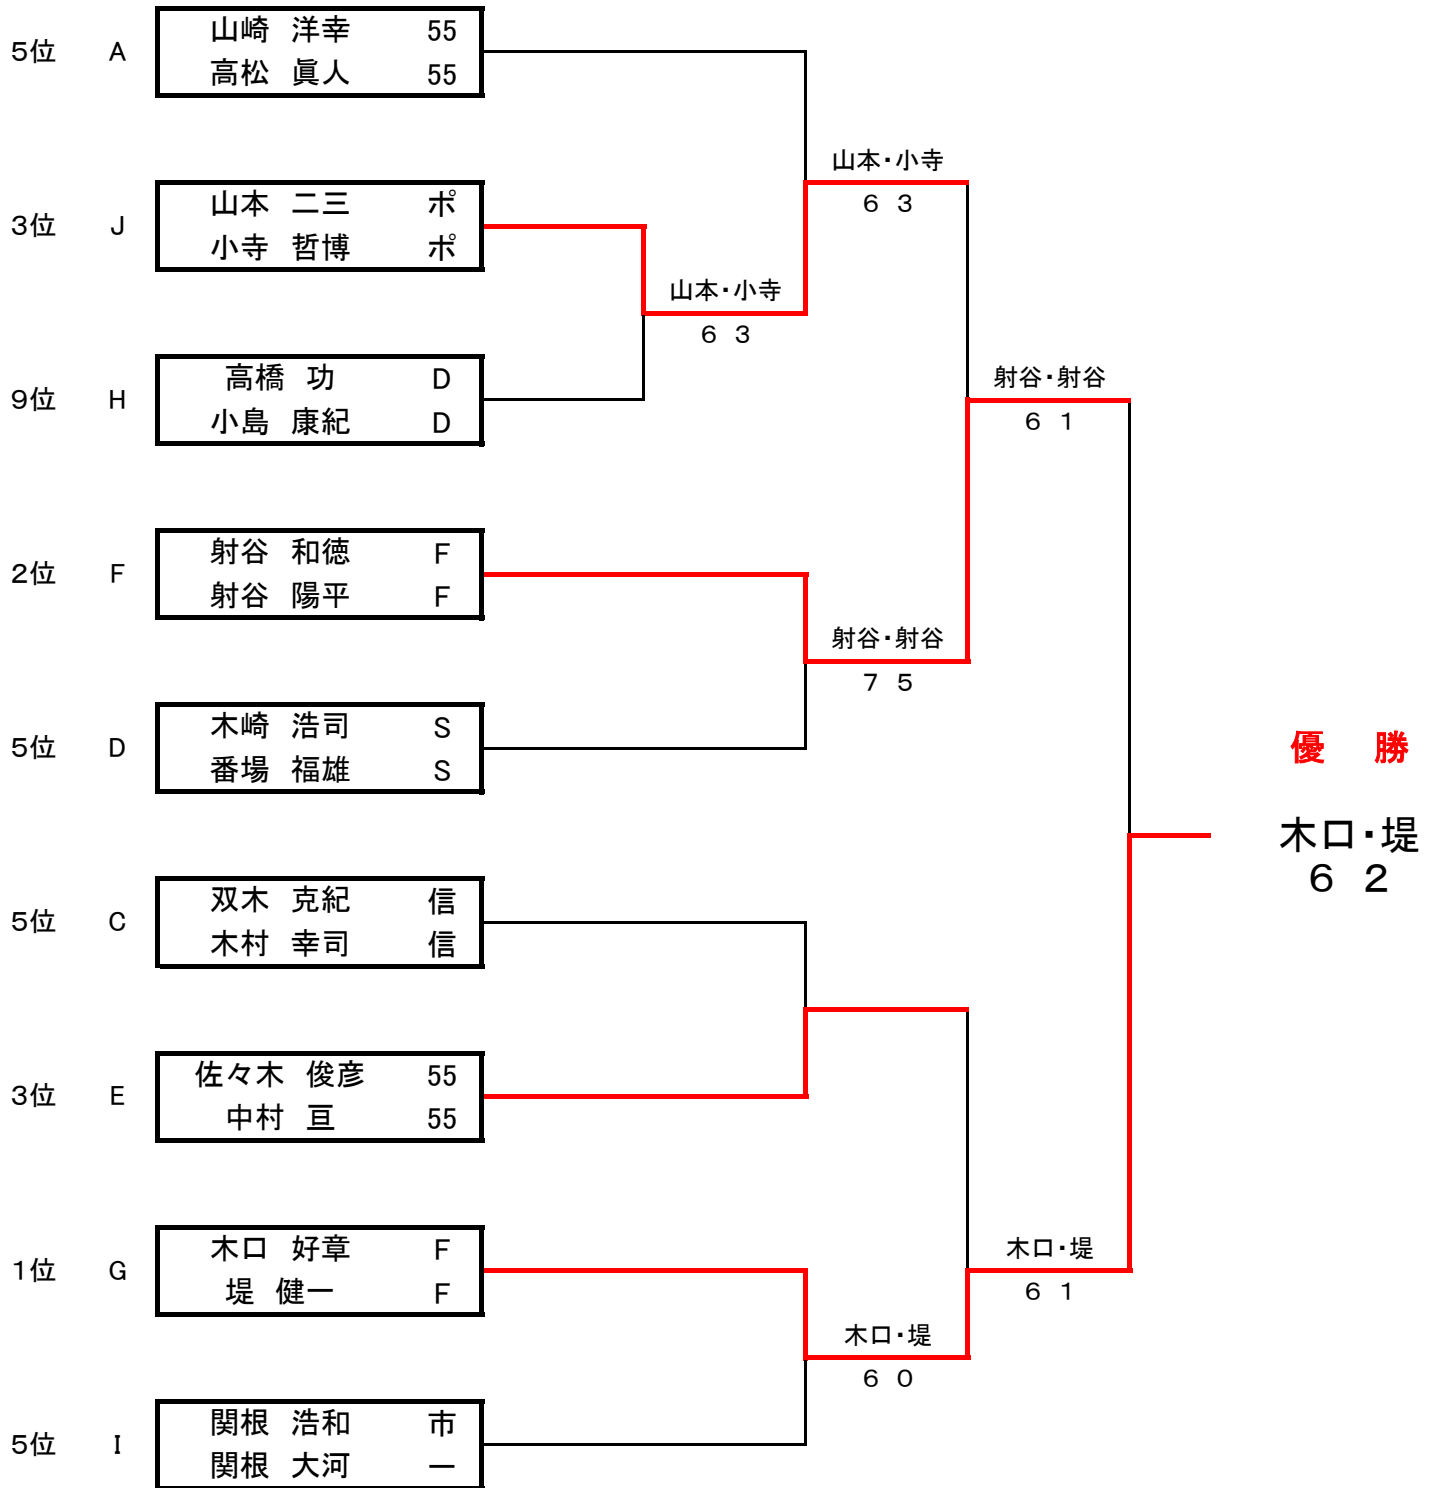 山崎 洋幸 55
5位 A
高松 眞人 55
山本・小寺
6 3
山本 二三 ポ
3位 J
小寺 哲博 ポ
山本・小寺
6 3
高橋 功 D
9位 H
小島 康紀 D
射谷・射谷
6 1
射谷 和徳 F
2位 F
射谷 陽平 F
射谷・射谷
7 5
木崎 浩司 S
5位 D
番場 福雄 S
優 勝
木口・堤
6 2
双木 克紀 信
5位 C
木村 幸司 信
佐々木 俊彦 55
3位 E
中村 亘 55
木口 好章 F
1位 G
堤 健一 F
木口・堤
6 1
木口・堤
6 0
関根 浩和 市
5位 I
関根 大河 一